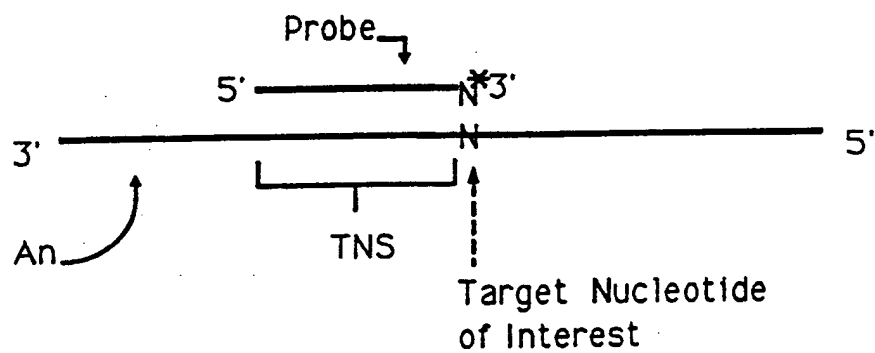 Probe
5' N*3'
3' N 5'
An
TNS
Target Nucleotide
of Interest